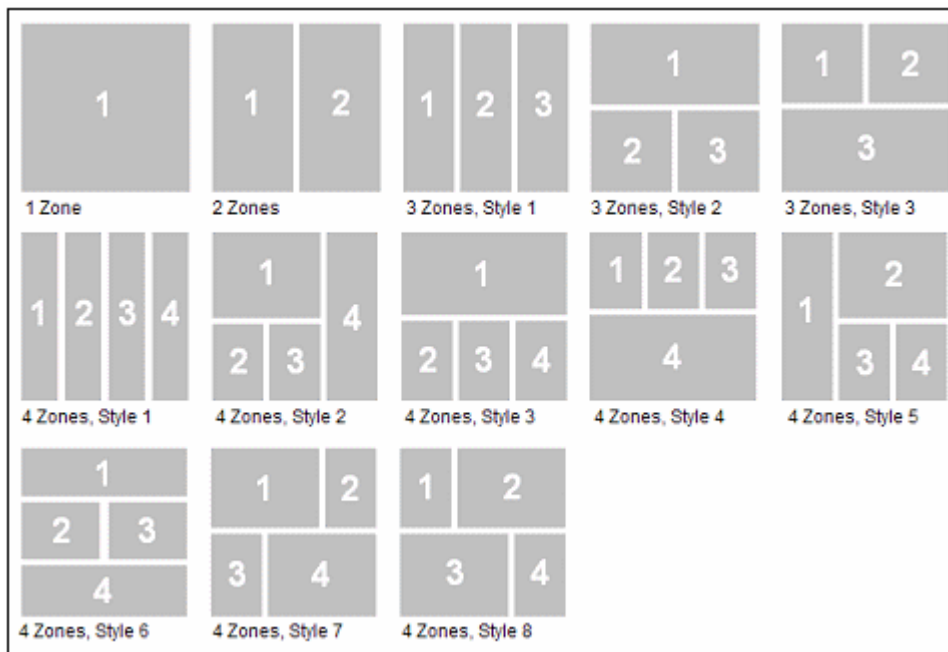 1 1 2 1 2 3 1 2 3 1 2 3
1 Zone 2 Zones 3 Zones, Style 1 3 Zones, Style 2 3 Zones, Style 3
1 2 3 4 1 2 3 4 1 2 3 4 1 2 3 4 1 2 3 4
4 Zones, Style 1 4 Zones, Style 2 4 Zones, Style 3 4 Zones, Style 4 4 Zones, Style 5
1 2 3 4 1 2 3 4 1 2 3 4
4 Zones, Style 6 4 Zones, Style 7 4 Zones, Style 8